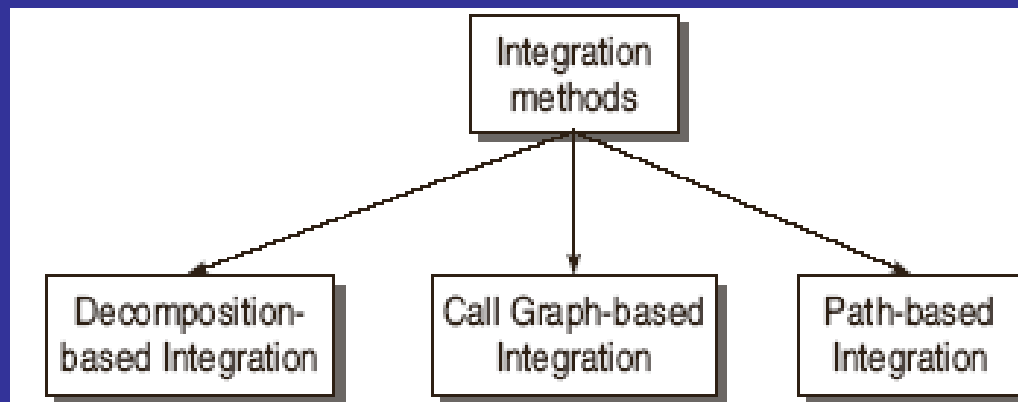 Integration
methods
Decomposition-
based Integration
Call Graph-based
Integration
Path-based
Integration